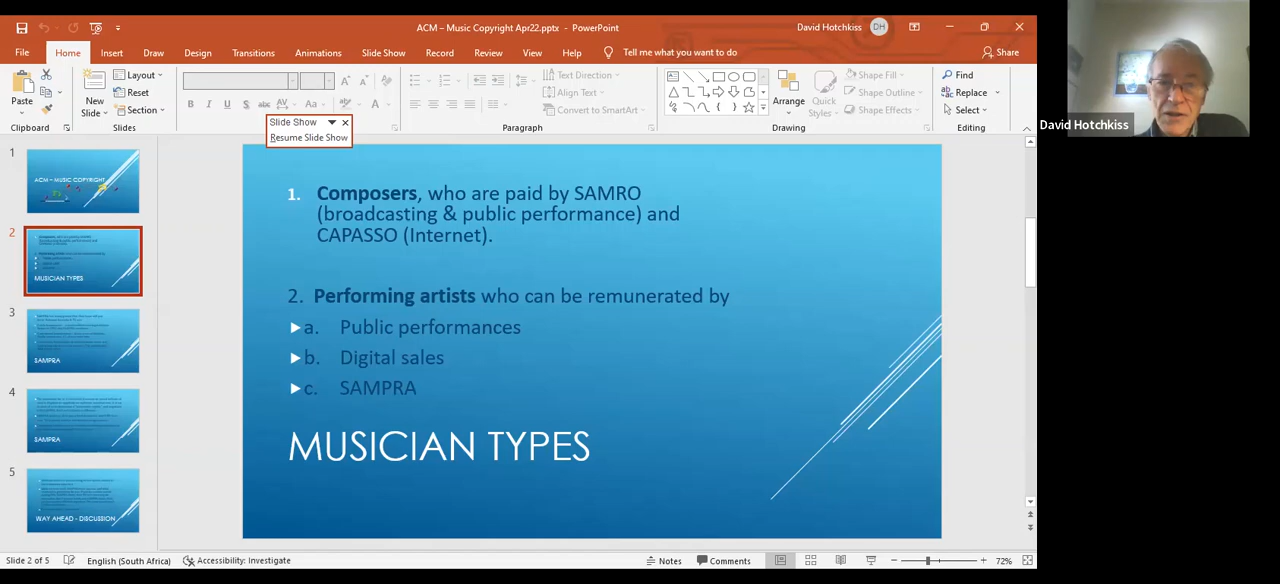 ACM – Music Copyright Apr22.pptx - PowerPoint
David Hotchkiss
DH
File
Home
Insert
Draw
Design
Transitions
Animations
Slide Show
Record
Review
View
Help
Tell me what you want to do
Share
Paste
New
Slide
Layout
Reset
Section
B I U S abc AV Aa A
Text Direction
Align Text
Convert to SmartArt
Arrange
Quick
Styles
Shape Fill
Shape Outline
Shape Effects
Find
Replace
Select
Clipboard
Slides
Paragraph
Drawing
Editing
Slide Show
Resume Slide Show
David Hotchkiss
1
ACM – MUSIC COPYRIGHT
2
MUSICIAN TYPES
3
SAMPRA
4
SAMPRA
5
WAY AHEAD - DISCUSSION
1. Composers, who are paid by SAMRO
(broadcasting & public performance) and
CAPASSO (Internet).
2. Performing artists who can be remunerated by
a. Public performances
b. Digital sales
c. SAMPRA
MUSICIAN TYPES
Slide 2 of 5
English (South Africa)
Accessibility: Investigate
Notes
Comments
72%